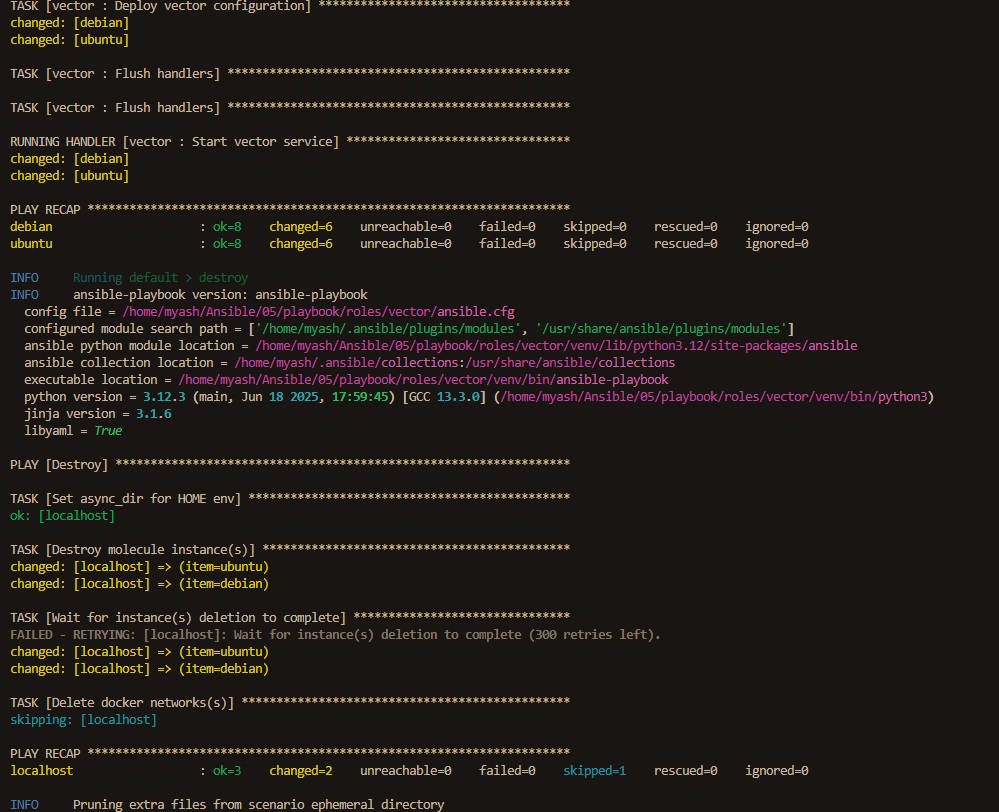 TASK [vector : Deploy vector configuration] ************************************
changed: [debian]
changed: [ubuntu]
TASK [vector : Flush handlers] *************************************************
TASK [vector : Flush handlers] *************************************************
RUNNING HANDLER [vector : Start vector service] ********************************
changed: [debian]
changed: [ubuntu]
PLAY RECAP *********************************************************************
debian                     : ok=8    changed=6    unreachable=0    failed=0    skipped=0    rescued=0    ignored=0
ubuntu                     : ok=8    changed=6    unreachable=0    failed=0    skipped=0    rescued=0    ignored=0
INFO     Running default > destroy
INFO     ansible-playbook version: ansible-playbook
  config file = /home/myash/Ansible/05/playbook/roles/vector/ansible.cfg
  configured module search path = ['/home/myash/.ansible/plugins/modules', '/usr/share/ansible/plugins/modules']
  ansible python module location = /home/myash/Ansible/05/playbook/roles/vector/venv/lib/python3.12/site-packages/ansible
  ansible collection location = /home/myash/.ansible/collections:/usr/share/ansible/collections
  executable location = /home/myash/Ansible/05/playbook/roles/vector/venv/bin/ansible-playbook
  python version = 3.12.3 (main, Jun 18 2025, 17:59:45) [GCC 13.3.0] (/home/myash/Ansible/05/playbook/roles/vector/venv/bin/python3)
  jinja version = 3.1.6
  libyaml = True
PLAY [Destroy] *****************************************************************
TASK [Set async_dir for HOME env] **********************************************
ok: [localhost]
TASK [Destroy molecule instance(s)] ********************************************
changed: [localhost] => (item=ubuntu)
changed: [localhost] => (item=debian)
TASK [Wait for instance(s) deletion to complete] *******************************
FAILED - RETRYING: [localhost]: Wait for instance(s) deletion to complete (300 retries left).
changed: [localhost] => (item=ubuntu)
changed: [localhost] => (item=debian)
TASK [Delete docker networks(s)] ***********************************************
skipping: [localhost]
PLAY RECAP *********************************************************************
localhost                  : ok=3    changed=2    unreachable=0    failed=0    skipped=1    rescued=0    ignored=0
INFO     Pruning extra files from scenario ephemeral directory